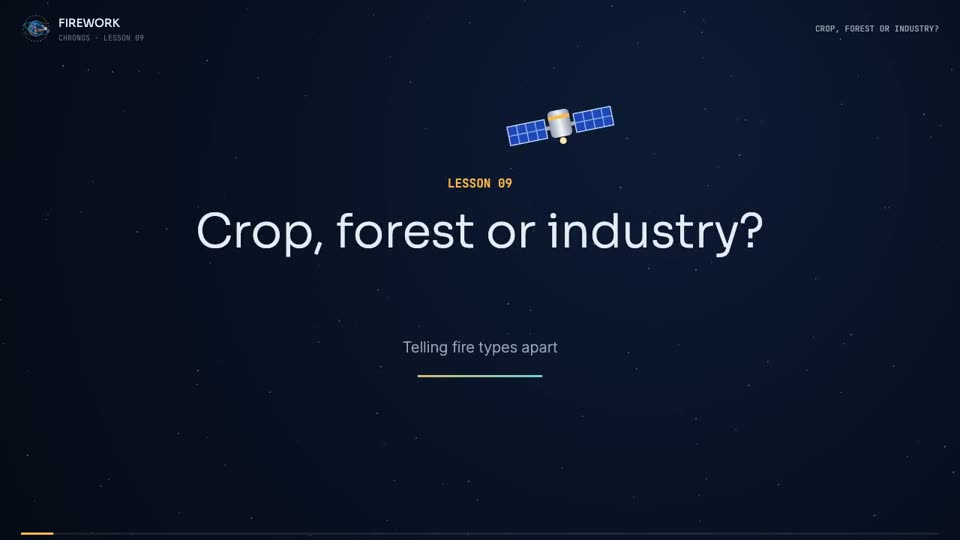 FIREWORK
CHRONOS · LESSON 09
CROP, FOREST OR INDUSTRY?
LESSON 09
Crop, forest or industry?
Telling fire types apart